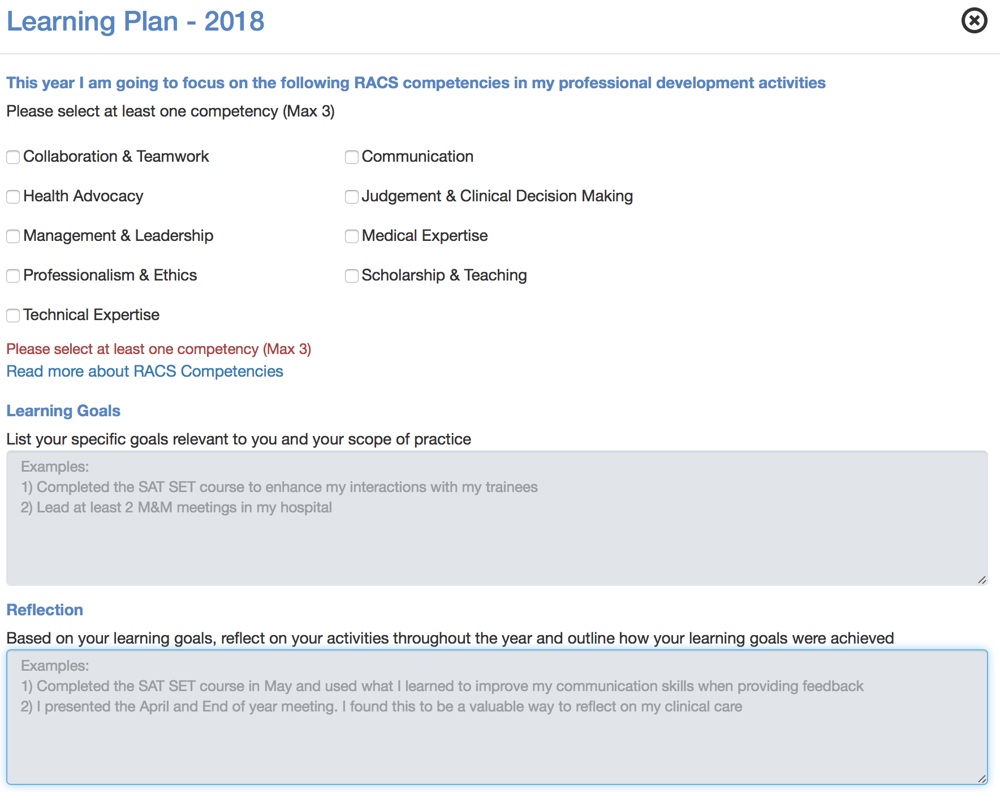 Learning Plan - 2018
This year I am going to focus on the following RACS competencies in my professional development activities
Please select at least one competency (Max 3)
Collaboration & Teamwork
Communication
Health Advocacy
Judgement & Clinical Decision Making
Management & Leadership
Medical Expertise
Professionalism & Ethics
Scholarship & Teaching
Technical Expertise
Please select at least one competency (Max 3)
Read more about RACS Competencies
Learning Goals
List your specific goals relevant to you and your scope of practice
Examples:
1) Completed the SAT SET course to enhance my interactions with my trainees
2) Lead at least 2 M&M meetings in my hospital
Reflection
Based on your learning goals, reflect on your activities throughout the year and outline how your learning goals were achieved
Examples:
1) Completed the SAT SET course in May and used what I learned to improve my communication skills when providing feedback
2) I presented the April and End of year meeting. I found this to be a valuable way to reflect on my clinical care